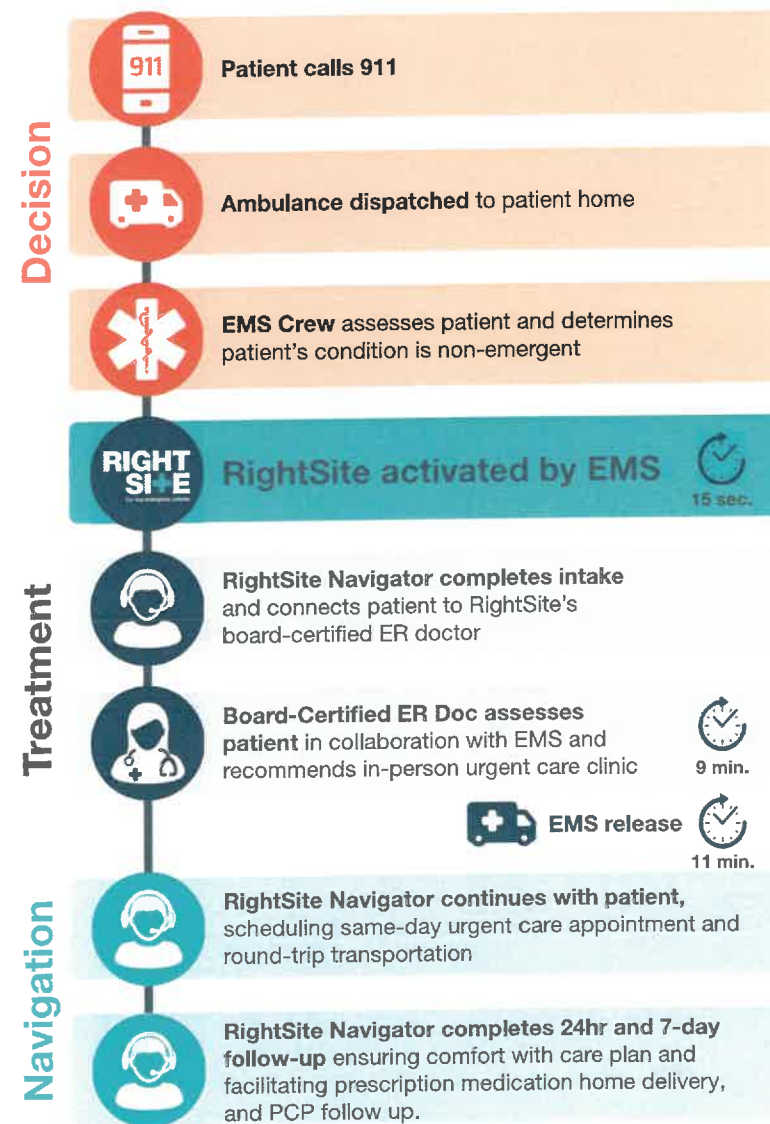 Decision
911
Patient calls 911
Ambulance dispatched to patient home
EMS Crew assesses patient and determines
patient's condition is non-emergent
RIGHT
SITE
RightSite activated by EMS
15 sec.
Treatment
RightSite Navigator completes intake
and connects patient to RightSite's
board-certified ER doctor
Board-Certified ER Doc assesses
patient in collaboration with EMS and
recommends in-person urgent care clinic
9 min.
EMS release
11 min.
Navigation
RightSite Navigator continues with patient,
scheduling same-day urgent care appointment and
round-trip transportation
RightSite Navigator completes 24hr and 7-day
follow-up ensuring comfort with care plan and
facilitating prescription medication home delivery,
and PCP follow up.